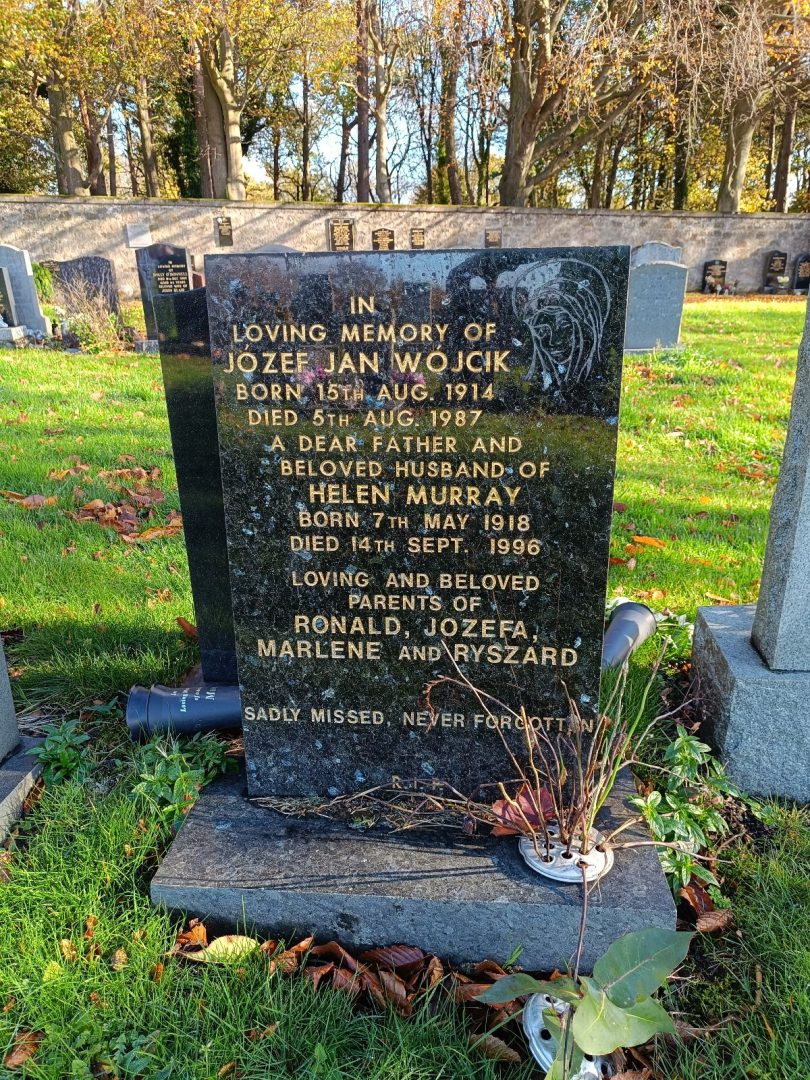 IN
LOVING MEMORY OF
JÓZEF JAN WÓJCIK
BORN 15TH AUG. 1914
DIED 5TH AUG. 1987
A DEAR FATHER AND
BELOVED HUSBAND OF
HELEN MURRAY
BORN 7TH MAY 1918
DIED 14TH SEPT. 1996
LOVING AND BELOVED
PARENTS OF
RONALD, JOZEFA,
MARLENE AND RYSZARD
SADLY MISSED, NEVER FORGOTTEN
R.I.P.